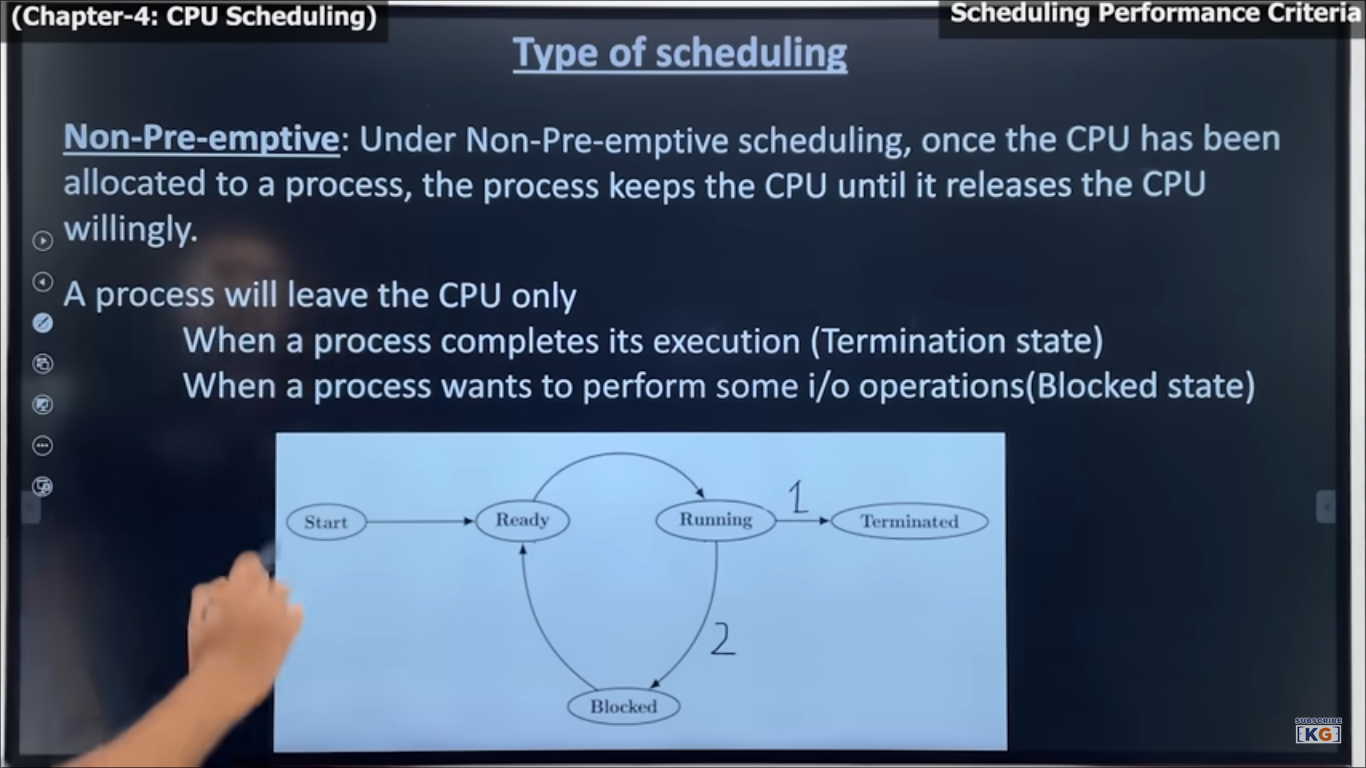 (Chapter-4: CPU Scheduling)
Scheduling Performance Criteria
Type of scheduling
Non-Pre-emptive: Under Non-Pre-emptive scheduling, once the CPU has been
allocated to a process, the process keeps the CPU until it releases the CPU
willingly.
A process will leave the CPU only
When a process completes its execution (Termination state)
When a process wants to perform some i/o operations(Blocked state)
Start
Ready
Running
1
Terminated
2
Blocked
SUBSCRIBE
[KG]